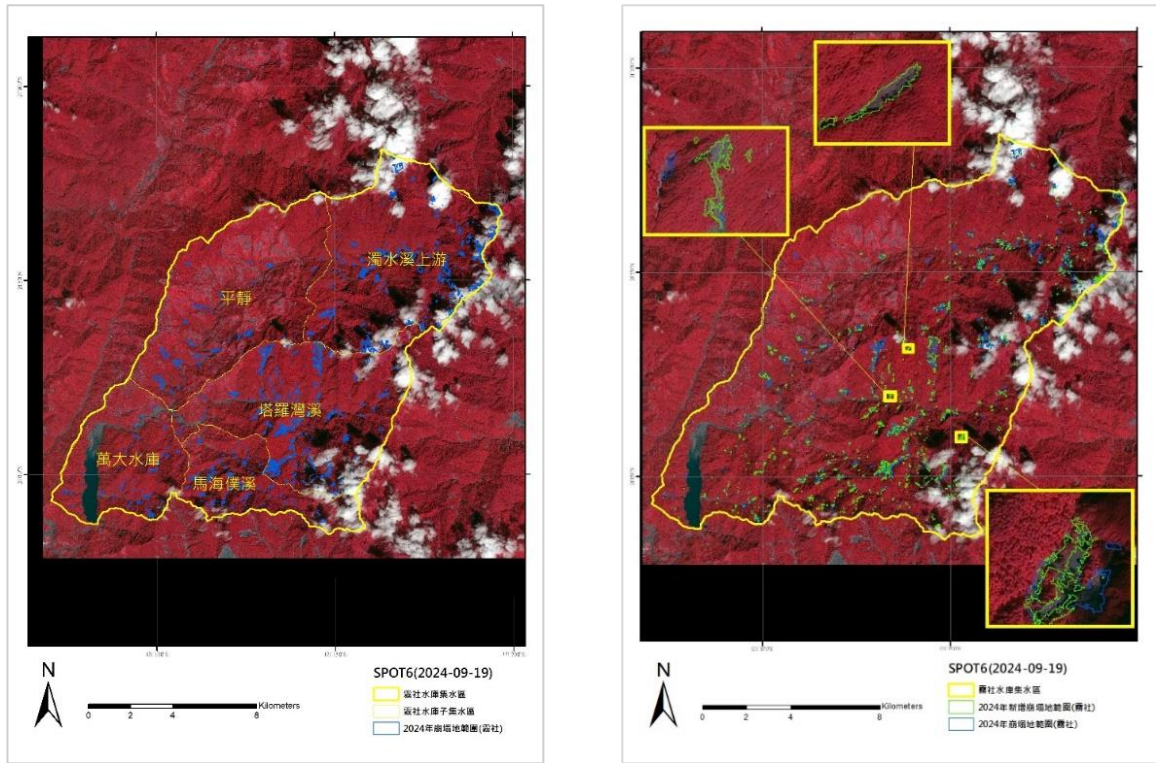 濁水溪上游
平靜
塔羅灣溪
萬大水庫
馬海僕溪
N
0 2 4 8 Kilometers
SPOT6(2024-09-19)
霧社水庫集水區
霧社水庫子集水區
2024年崩塌地範圍(霧社)
N
0 2 4 8 Kilometers
SPOT6(2024-09-19)
霧社水庫集水區
2024年新增崩塌地範圍(霧社)
2024年崩塌地範圍(霧社)